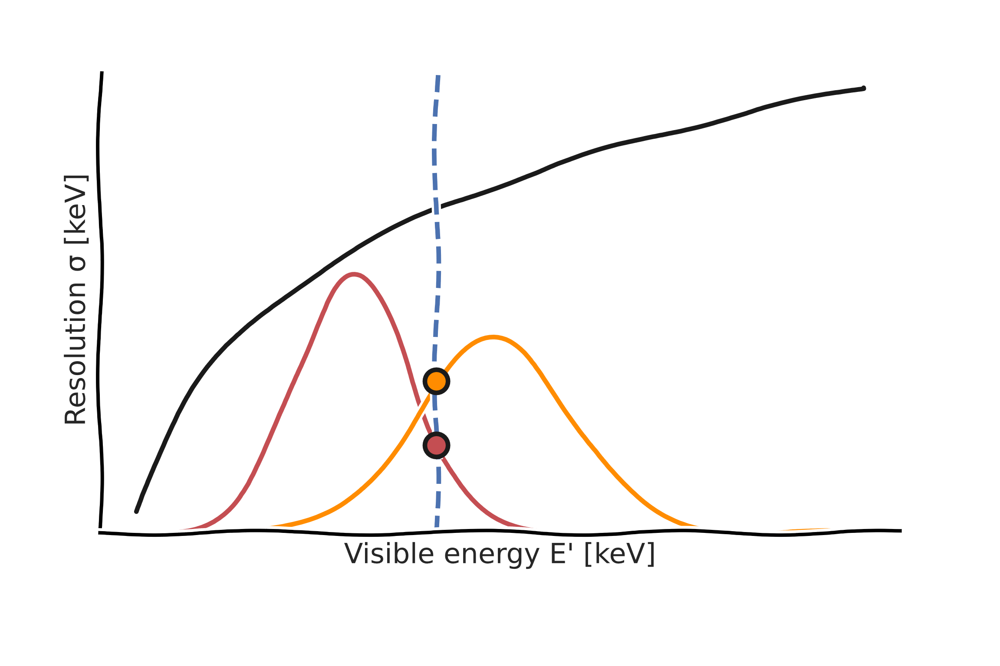 Resolution σ [keV]
Visible energy E' [keV]